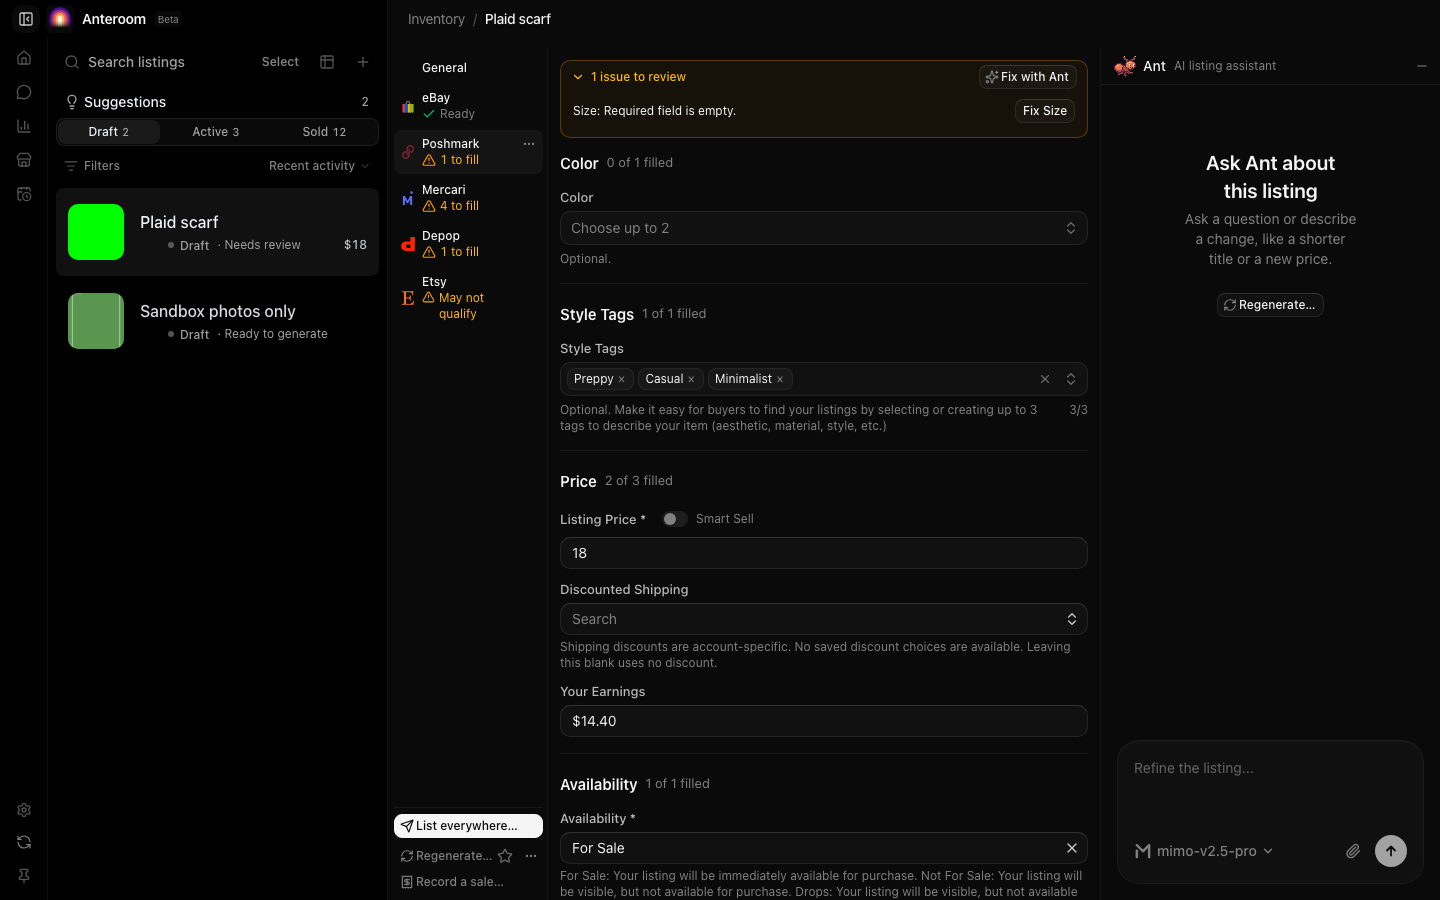 Anteroom Beta
Inventory / Plaid scarf
Search listings Select
Suggestions 2
Draft 2 Active 3 Sold 12
Filters Recent activity
Plaid scarf
Draft · Needs review $18
Sandbox photos only
Draft · Ready to generate
General
eBay
Ready
Poshmark
1 to fill
Mercari
4 to fill
Depop
1 to fill
Etsy
May not
qualify
List everywhere...
Regenerate...
Record a sale...
1 issue to review Fix with Ant
Size: Required field is empty. Fix Size
Color 0 of 1 filled
Color
Choose up to 2
Optional.
Style Tags 1 of 1 filled
Style Tags
Preppy × Casual × Minimalist ×
Optional. Make it easy for buyers to find your listings by selecting or creating up to 3 3/3
tags to describe your item (aesthetic, material, style, etc.)
Price 2 of 3 filled
Listing Price * Smart Sell
18
Discounted Shipping
Search
Shipping discounts are account-specific. No saved discount choices are available. Leaving
this blank uses no discount.
Your Earnings
$14.40
Availability 1 of 1 filled
Availability *
For Sale
For Sale: Your listing will be immediately available for purchase. Not For Sale: Your listing will
be visible, but not available for purchase. Drops: Your listing will be visible, but not available
Ant AI listing assistant
Ask Ant about
this listing
Ask a question or describe
a change, like a shorter
title or a new price.
Regenerate...
Refine the listing...
mimo-v2.5-pro